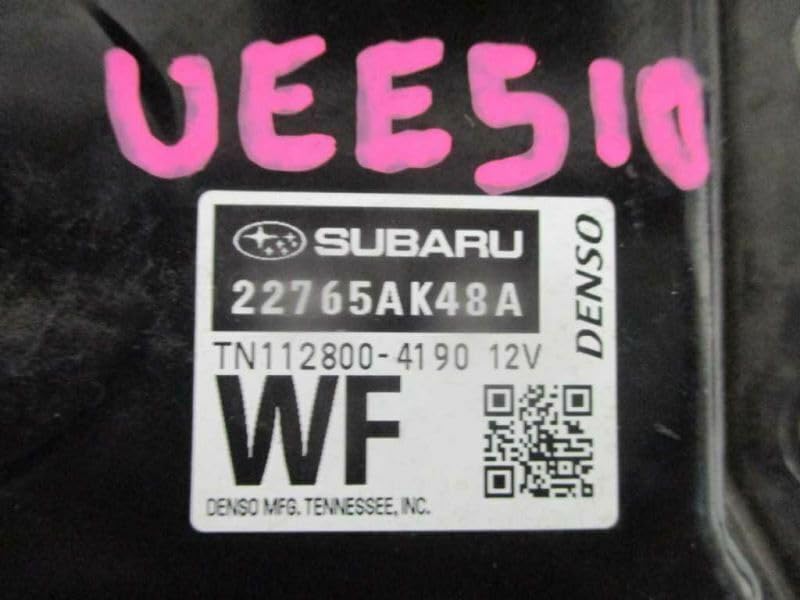 UEE510
SUBARU
22765AK48A
DENSO
TN112800-4190 12V
WF
DENSO MFG. TENNESSEE, INC.